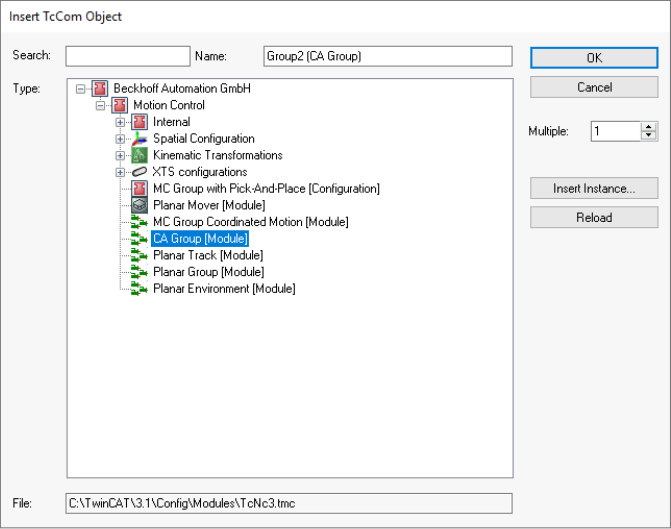 Insert TcCom Object
Search:
Name: Group2 (CA Group)
OK
Type:
Beckhoff Automation GmbH
Cancel
Motion Control
Internal
Multiple: 1
Spatial Configuration
Kinematic Transformations
XTS configurations
MC Group with Pick-And-Place [Configuration]
Insert Instance...
Planar Mover [Module]
MC Group Coordinated Motion [Module]
Reload
CA Group [Module]
Planar Track [Module]
Planar Group [Module]
Planar Environment [Module]
File: C:\TwinCAT\3.1\Config\Modules\TcNc3.tmc